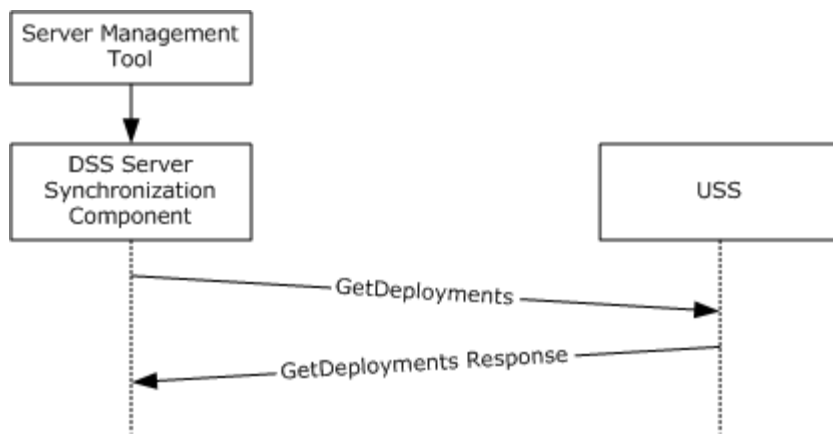 Server Management
Tool
DSS Server
Synchronization
Component
USS
GetDeployments
GetDeployments Response